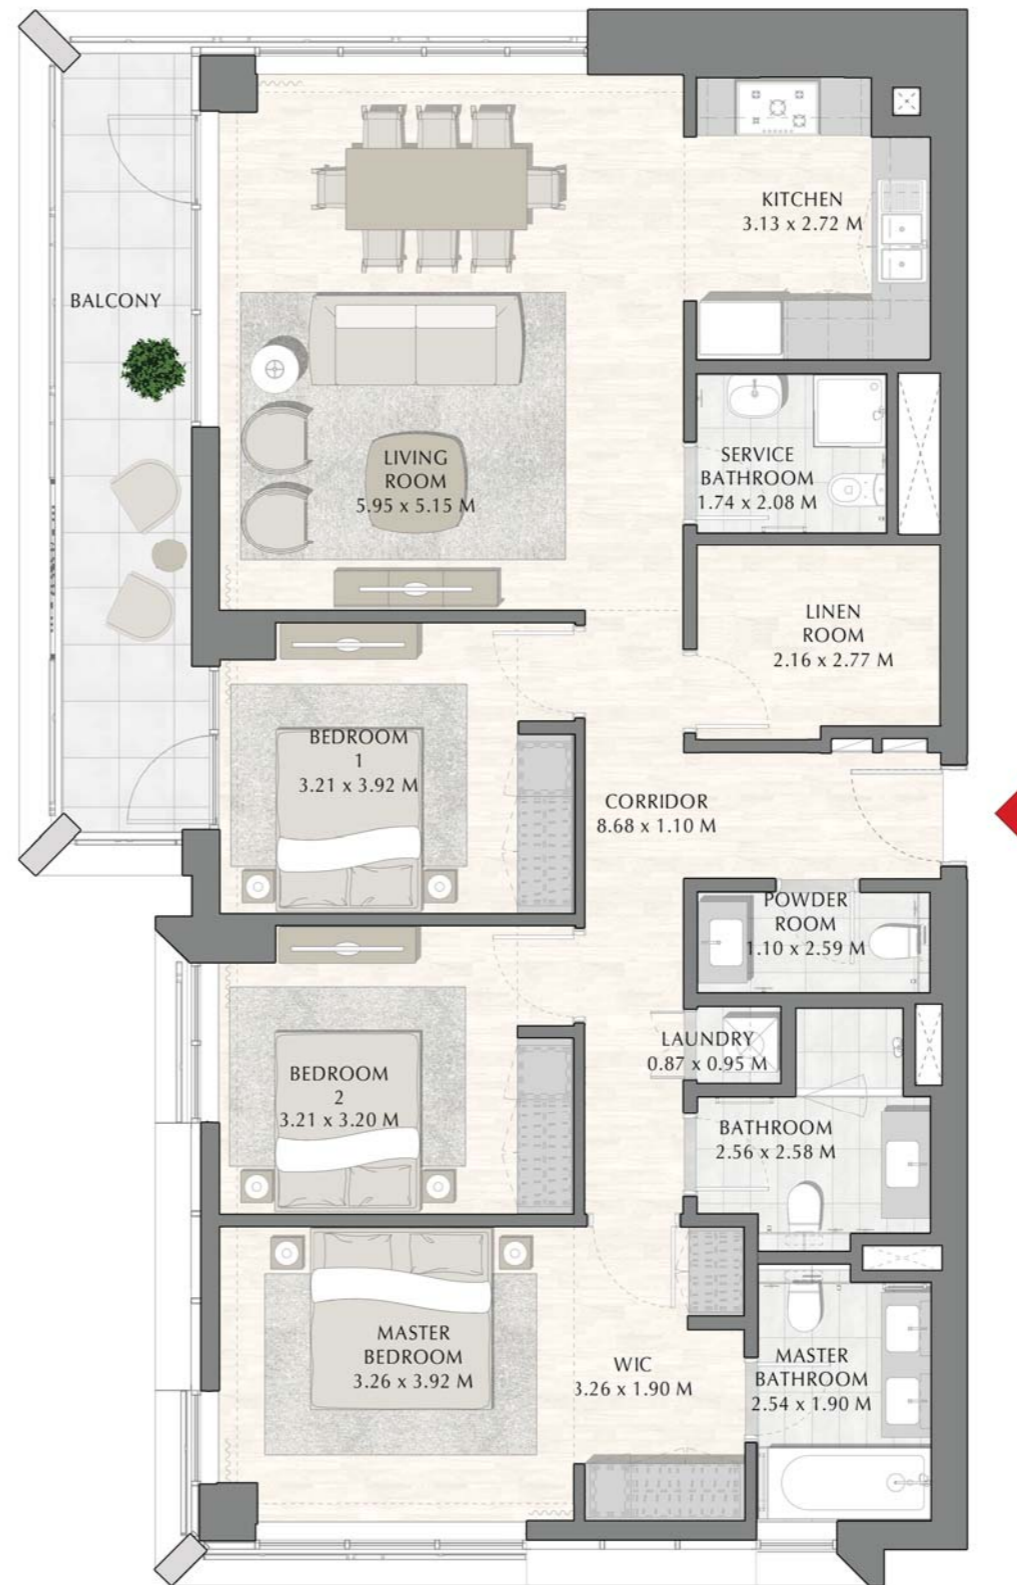 KITCHEN
3.13 x 2.72 M
BALCONY
LIVING
ROOM
5.95 x 5.15 M
SERVICE
BATHROOM
1.74 x 2.08 M
LINEN
ROOM
2.16 x 2.77 M
BEDROOM
1
3.21 x 3.92 M
CORRIDOR
8.68 x 1.10 M
POWDER
ROOM
1.10 x 2.59 M
LAUNDRY
0.87 x 0.95 M
BEDROOM
2
3.21 x 3.20 M
BATHROOM
2.56 x 2.58 M
MASTER
BEDROOM
3.26 x 3.92 M
WIC
3.26 x 1.90 M
MASTER
BATHROOM
2.54 x 1.90 M